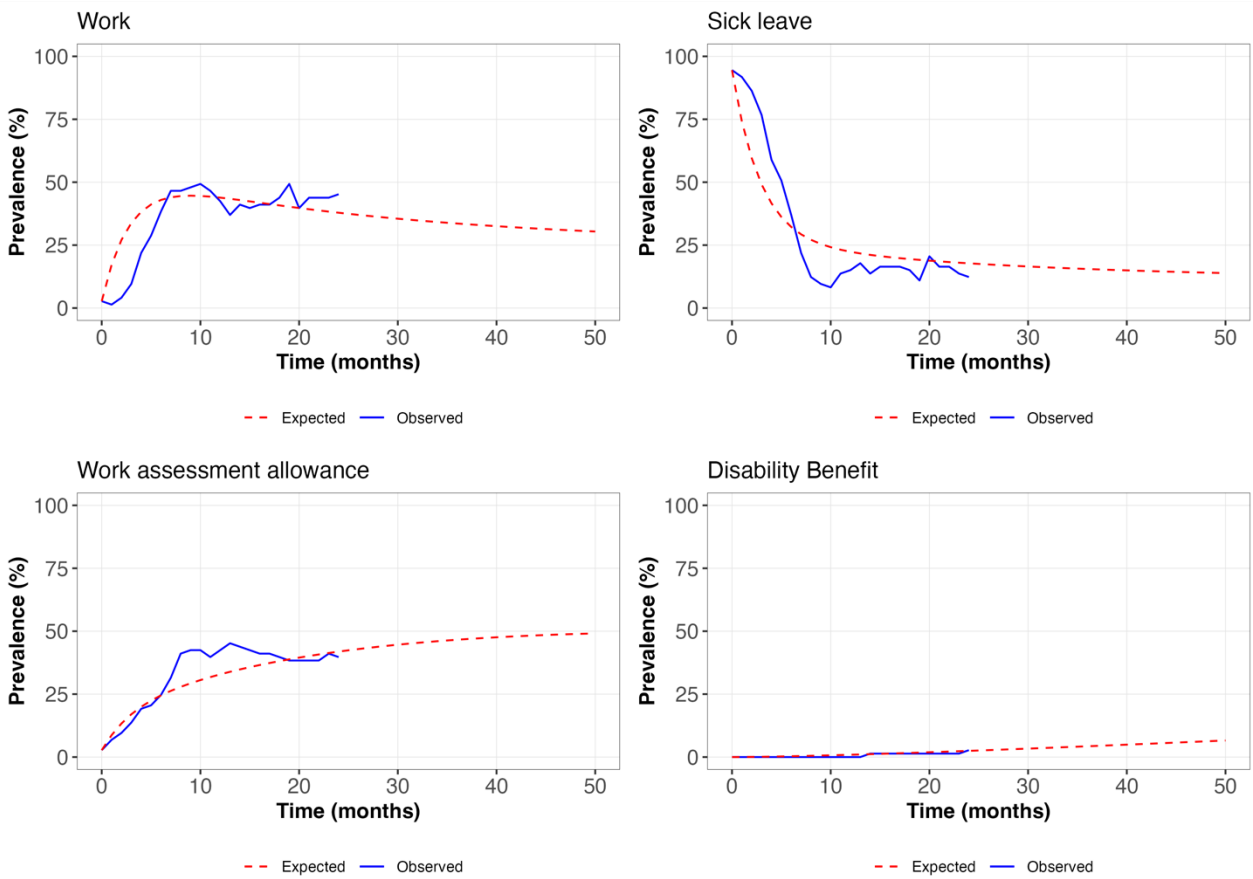 Work
Prevalence (%)
100
75
50
25
0
0 10 20 30 40 50
Time (months)
Expected Observed
Sick leave
Prevalence (%)
100
75
50
25
0
0 10 20 30 40 50
Time (months)
Expected Observed
Work assessment allowance
Prevalence (%)
100
75
50
25
0
0 10 20 30 40 50
Time (months)
Expected Observed
Disability Benefit
Prevalence (%)
100
75
50
25
0
0 10 20 30 40 50
Time (months)
Expected Observed